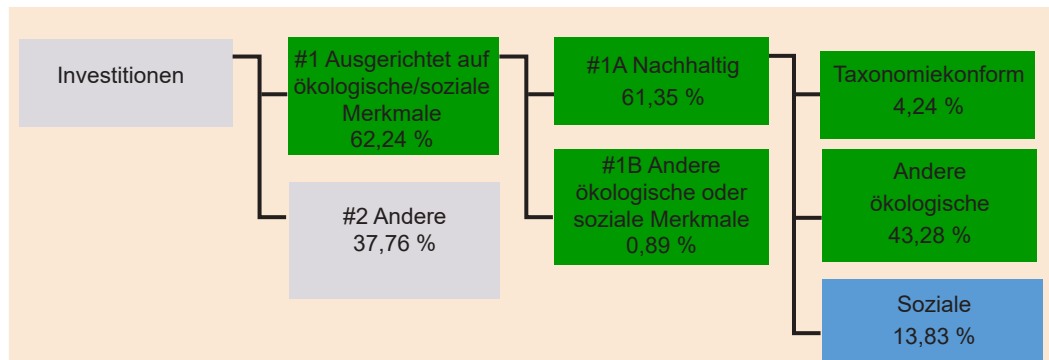 Investitionen
#1 Ausgerichtet auf
ökologische/soziale
Merkmale
62,24 %
#2 Andere
37,76 %
#1A Nachhaltig
61,35 %
#1B Andere
ökologische oder
soziale Merkmale
0,89 %
Taxonomiekonform
4,24 %
Andere
ökologische
43,28 %
Soziale
13,83 %